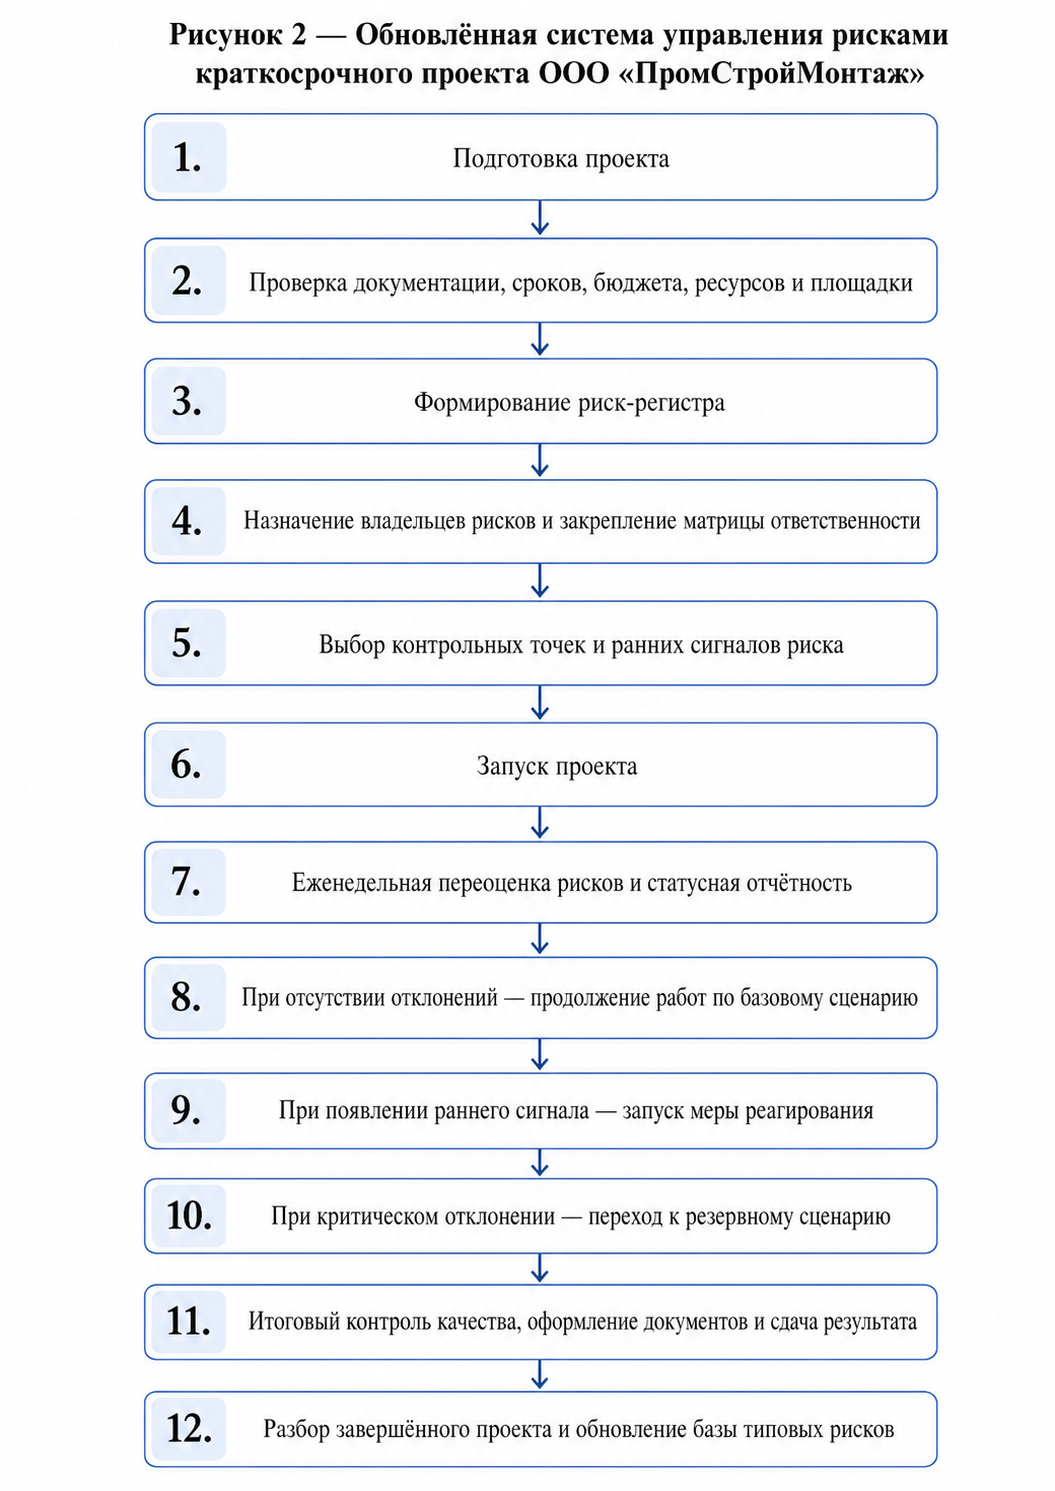 Рисунок 2 — Обновлённая система управления рисками
краткосрочного проекта ООО «ПромСтройМонтаж»
1. Подготовка проекта
2. Проверка документации, сроков, бюджета, ресурсов и площадки
3. Формирование риск-регистра
4. Назначение владельцев рисков и закрепление матрицы ответственности
5. Выбор контрольных точек и ранних сигналов риска
6. Запуск проекта
7. Еженедельная переоценка рисков и статусная отчётность
8. При отсутствии отклонений — продолжение работ по базовому сценарию
9. При появлении раннего сигнала — запуск меры реагирования
10. При критическом отклонении — переход к резервному сценарию
11. Итоговый контроль качества, оформление документов и сдача результата
12. Разбор завершённого проекта и обновление базы типовых рисков